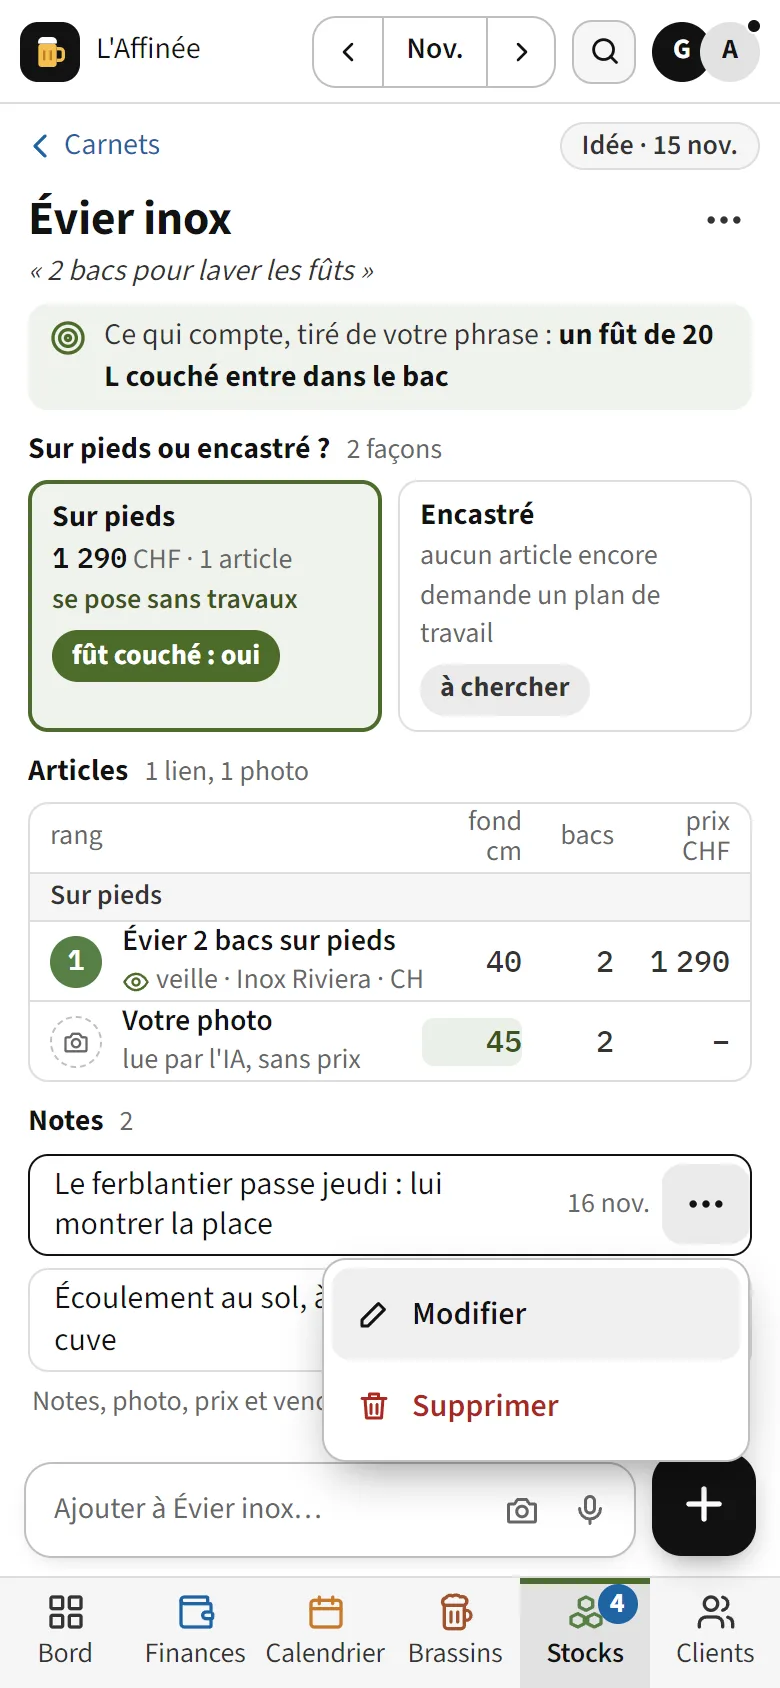 L'Affinée
Nov.
G
A
Carnets
Idée · 15 nov.
Évier inox
« 2 bacs pour laver les fûts »
Ce qui compte, tiré de votre phrase : un fût de 20
L couché entre dans le bac
Sur pieds ou encastré ? 2 façons
Sur pieds
1 290 CHF · 1 article
se pose sans travaux
fût couché : oui
Encastré
aucun article encore
demande un plan de
travail
à chercher
Articles 1 lien, 1 photo
rang
fond
cm
bacs
prix
CHF
Sur pieds
1
Évier 2 bacs sur pieds
veille · Inox Riviera · CH
40
2
1 290
Votre photo
lue par l'IA, sans prix
45
2
–
Notes 2
Le ferblantier passe jeudi : lui
montrer la place
16 nov.
Écoulement au sol, à
cuve
Modifier
Supprimer
Notes, photo, prix et
Ajouter à Évier inox…
Bord
Finances
Calendrier
Brassins
4
Stocks
Clients